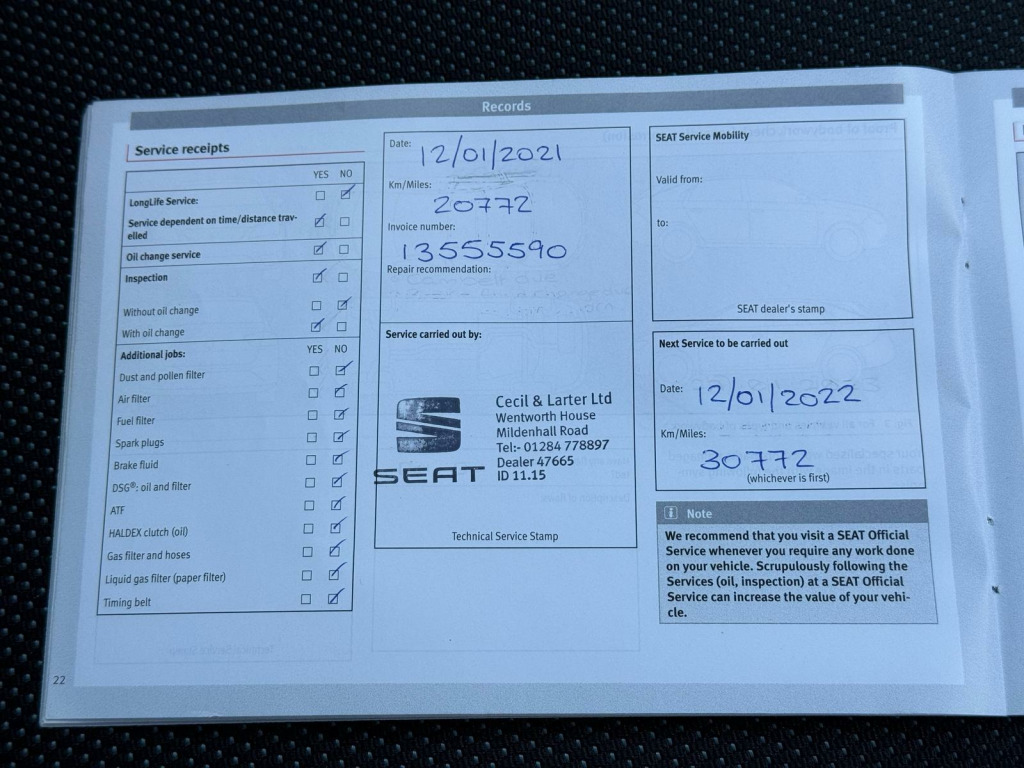 Records
Service receipts
YES NO
LongLife Service:
Service dependent on time/distance trav-
elled
Oil change service
Inspection
Without oil change
With oil change
Additional jobs: YES NO
Dust and pollen filter
Air filter
Fuel filter
Spark plugs
Brake fluid
DSG®: oil and filter
ATF
HALDEX clutch (oil)
Gas filter and hoses
Liquid gas filter (paper filter)
Timing belt
Date: 12/01/2021
Km/Miles:
20772
Invoice number:
13555590
Repair recommendation:
Service carried out by:
SEAT
Cecil & Larter Ltd
Wentworth House
Mildenhall Road
Tel:- 01284 778897
Dealer 47665
ID 11.15
Technical Service Stamp
SEAT Service Mobility
Valid from:
to:
SEAT dealer's stamp
Next Service to be carried out
Date: 12/01/2022
Km/Miles:
30772
(whichever is first)
Note
We recommend that you visit a SEAT Official
Service whenever you require any work done
on your vehicle. Scrupulously following the
Services (oil, inspection) at a SEAT Official
Service can increase the value of your vehi-
cle.
22